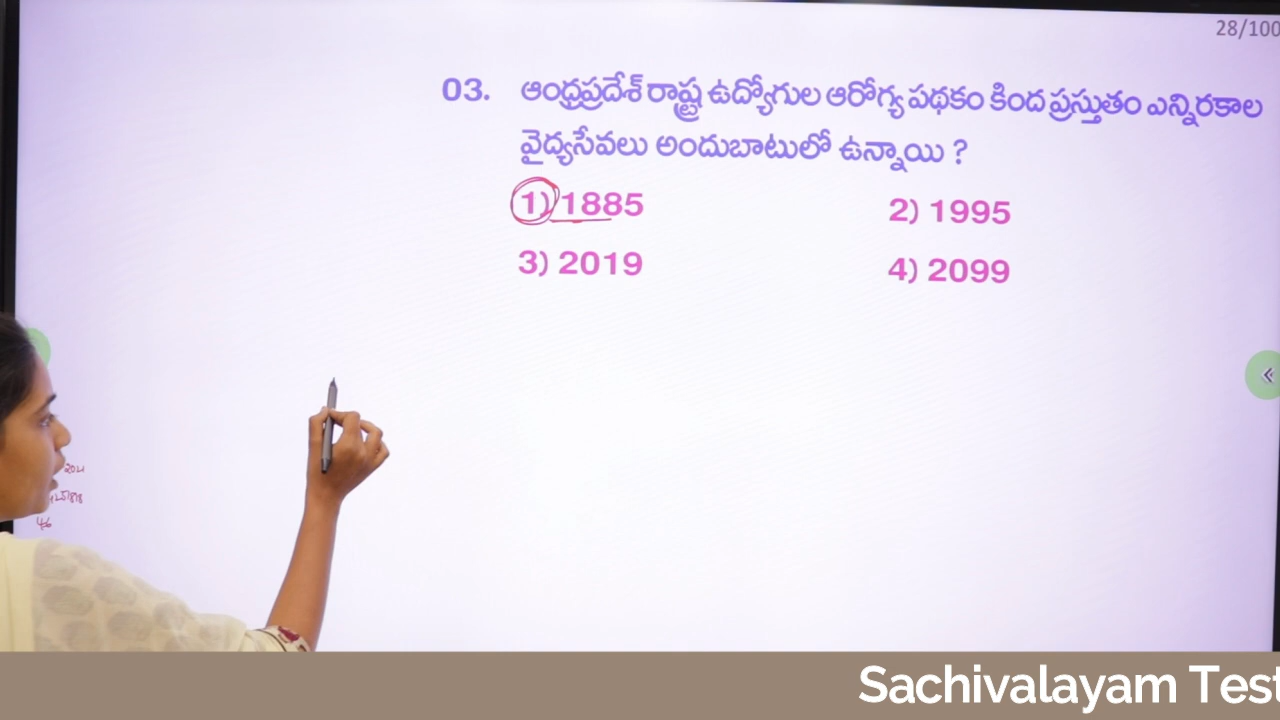 28/100
03. ఆంధ్రప్రదేశ్ రాష్ట్ర ఉద్యోగుల ఆరోగ్య పథకం కింద ప్రస్తుతం ఎన్నిరకాల
వైద్యసేవలు అందుబాటులో ఉన్నాయి ?
1) 1885 2) 1995
3) 2019 4) 2099
Sachivalayam Test